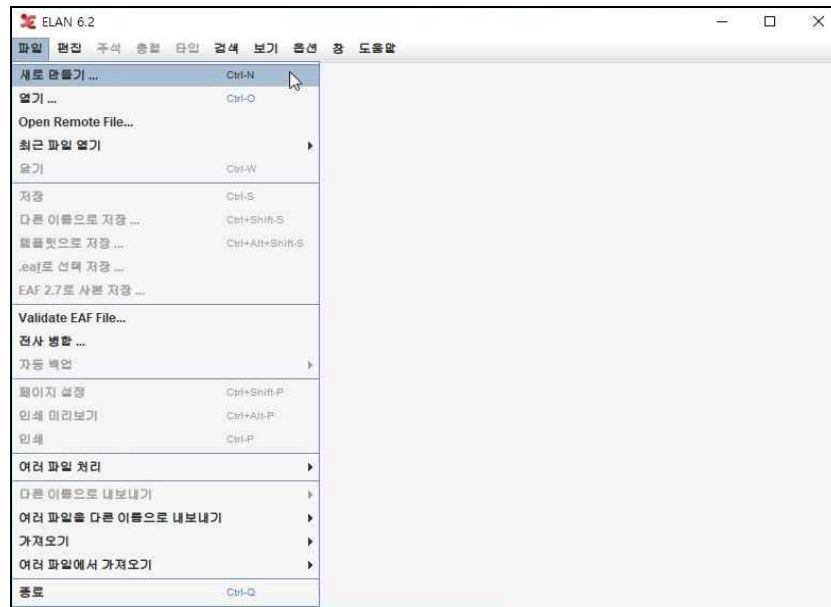 ELAN 6.2
파일 편집 주석 층렬 타입 검색 보기 옵션 창 도움말
새로 만들기 ... Ctrl-N
열기 ... Ctrl-O
Open Remote File...
최근 파일 열기
닫기 Ctrl-W
저장 Ctrl-S
다른 이름으로 저장 ... Ctrl+Shift-S
템플릿으로 저장 ... Ctrl+Alt+Shift-S
.eaf로 선택 저장 ...
EAF 2.7로 사본 저장 ...
Validate EAF File...
전사 병합 ...
자동 백업
페이지 설정 Ctrl+Shift-P
인쇄 미리보기 Ctrl+Alt-P
인쇄 Ctrl-P
여러 파일 처리
다른 이름으로 내보내기
여러 파일을 다른 이름으로 내보내기
가져오기
여러 파일에서 가져오기
종료 Ctrl-Q